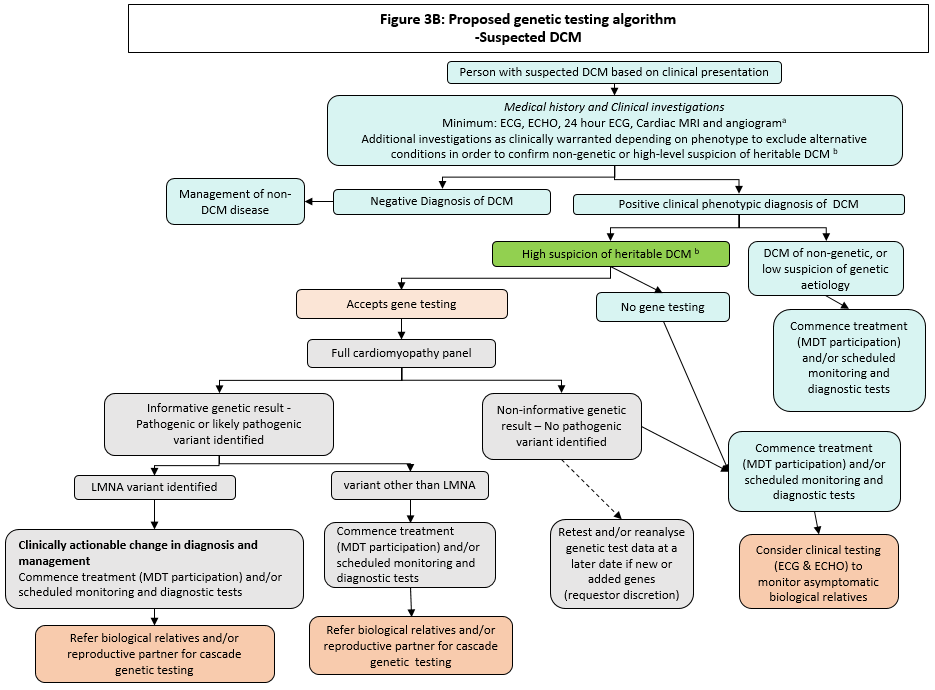 Figure 3B: Proposed genetic testing algorithm
-Suspected DCM
Person with suspected DCM based on clinical presentation
Medical history and Clinical investigations
Minimum: ECG, ECHO, 24 hour ECG, Cardiac MRI and angiogramᵃ
Additional investigations as clinically warranted depending on phenotype to exclude alternative
conditions in order to confirm non-genetic or high-level suspicion of heritable DCM ᵇ
Management of non-
DCM disease
Negative Diagnosis of DCM
Positive clinical phenotypic diagnosis of DCM
High suspicion of heritable DCM ᵇ
DCM of non-genetic, or
low suspicion of genetic
aetiology
Accepts gene testing
No gene testing
Commence treatment
(MDT participation)
and/or scheduled
monitoring and
diagnostic tests
Full cardiomyopathy panel
Informative genetic result -
Pathogenic or likely pathogenic
variant identified
Non-informative genetic
result – No pathogenic
variant identified
Commence treatment
(MDT participation) and/or
scheduled monitoring and
diagnostic tests
LMNA variant identified
variant other than LMNA
Clinically actionable change in diagnosis and
management
Commence treatment (MDT participation) and/or
scheduled monitoring and diagnostic tests
Commence treatment
(MDT participation) and/or
scheduled monitoring and
diagnostic tests
Retest and/or reanalyse
genetic test data at a
later date if new or
added genes
(requestor discretion)
Consider clinical testing
(ECG & ECHO) to
monitor asymptomatic
biological relatives
Refer biological relatives and/or
reproductive partner for cascade
genetic testing
Refer biological relatives and/or
reproductive partner for cascade
genetic testing